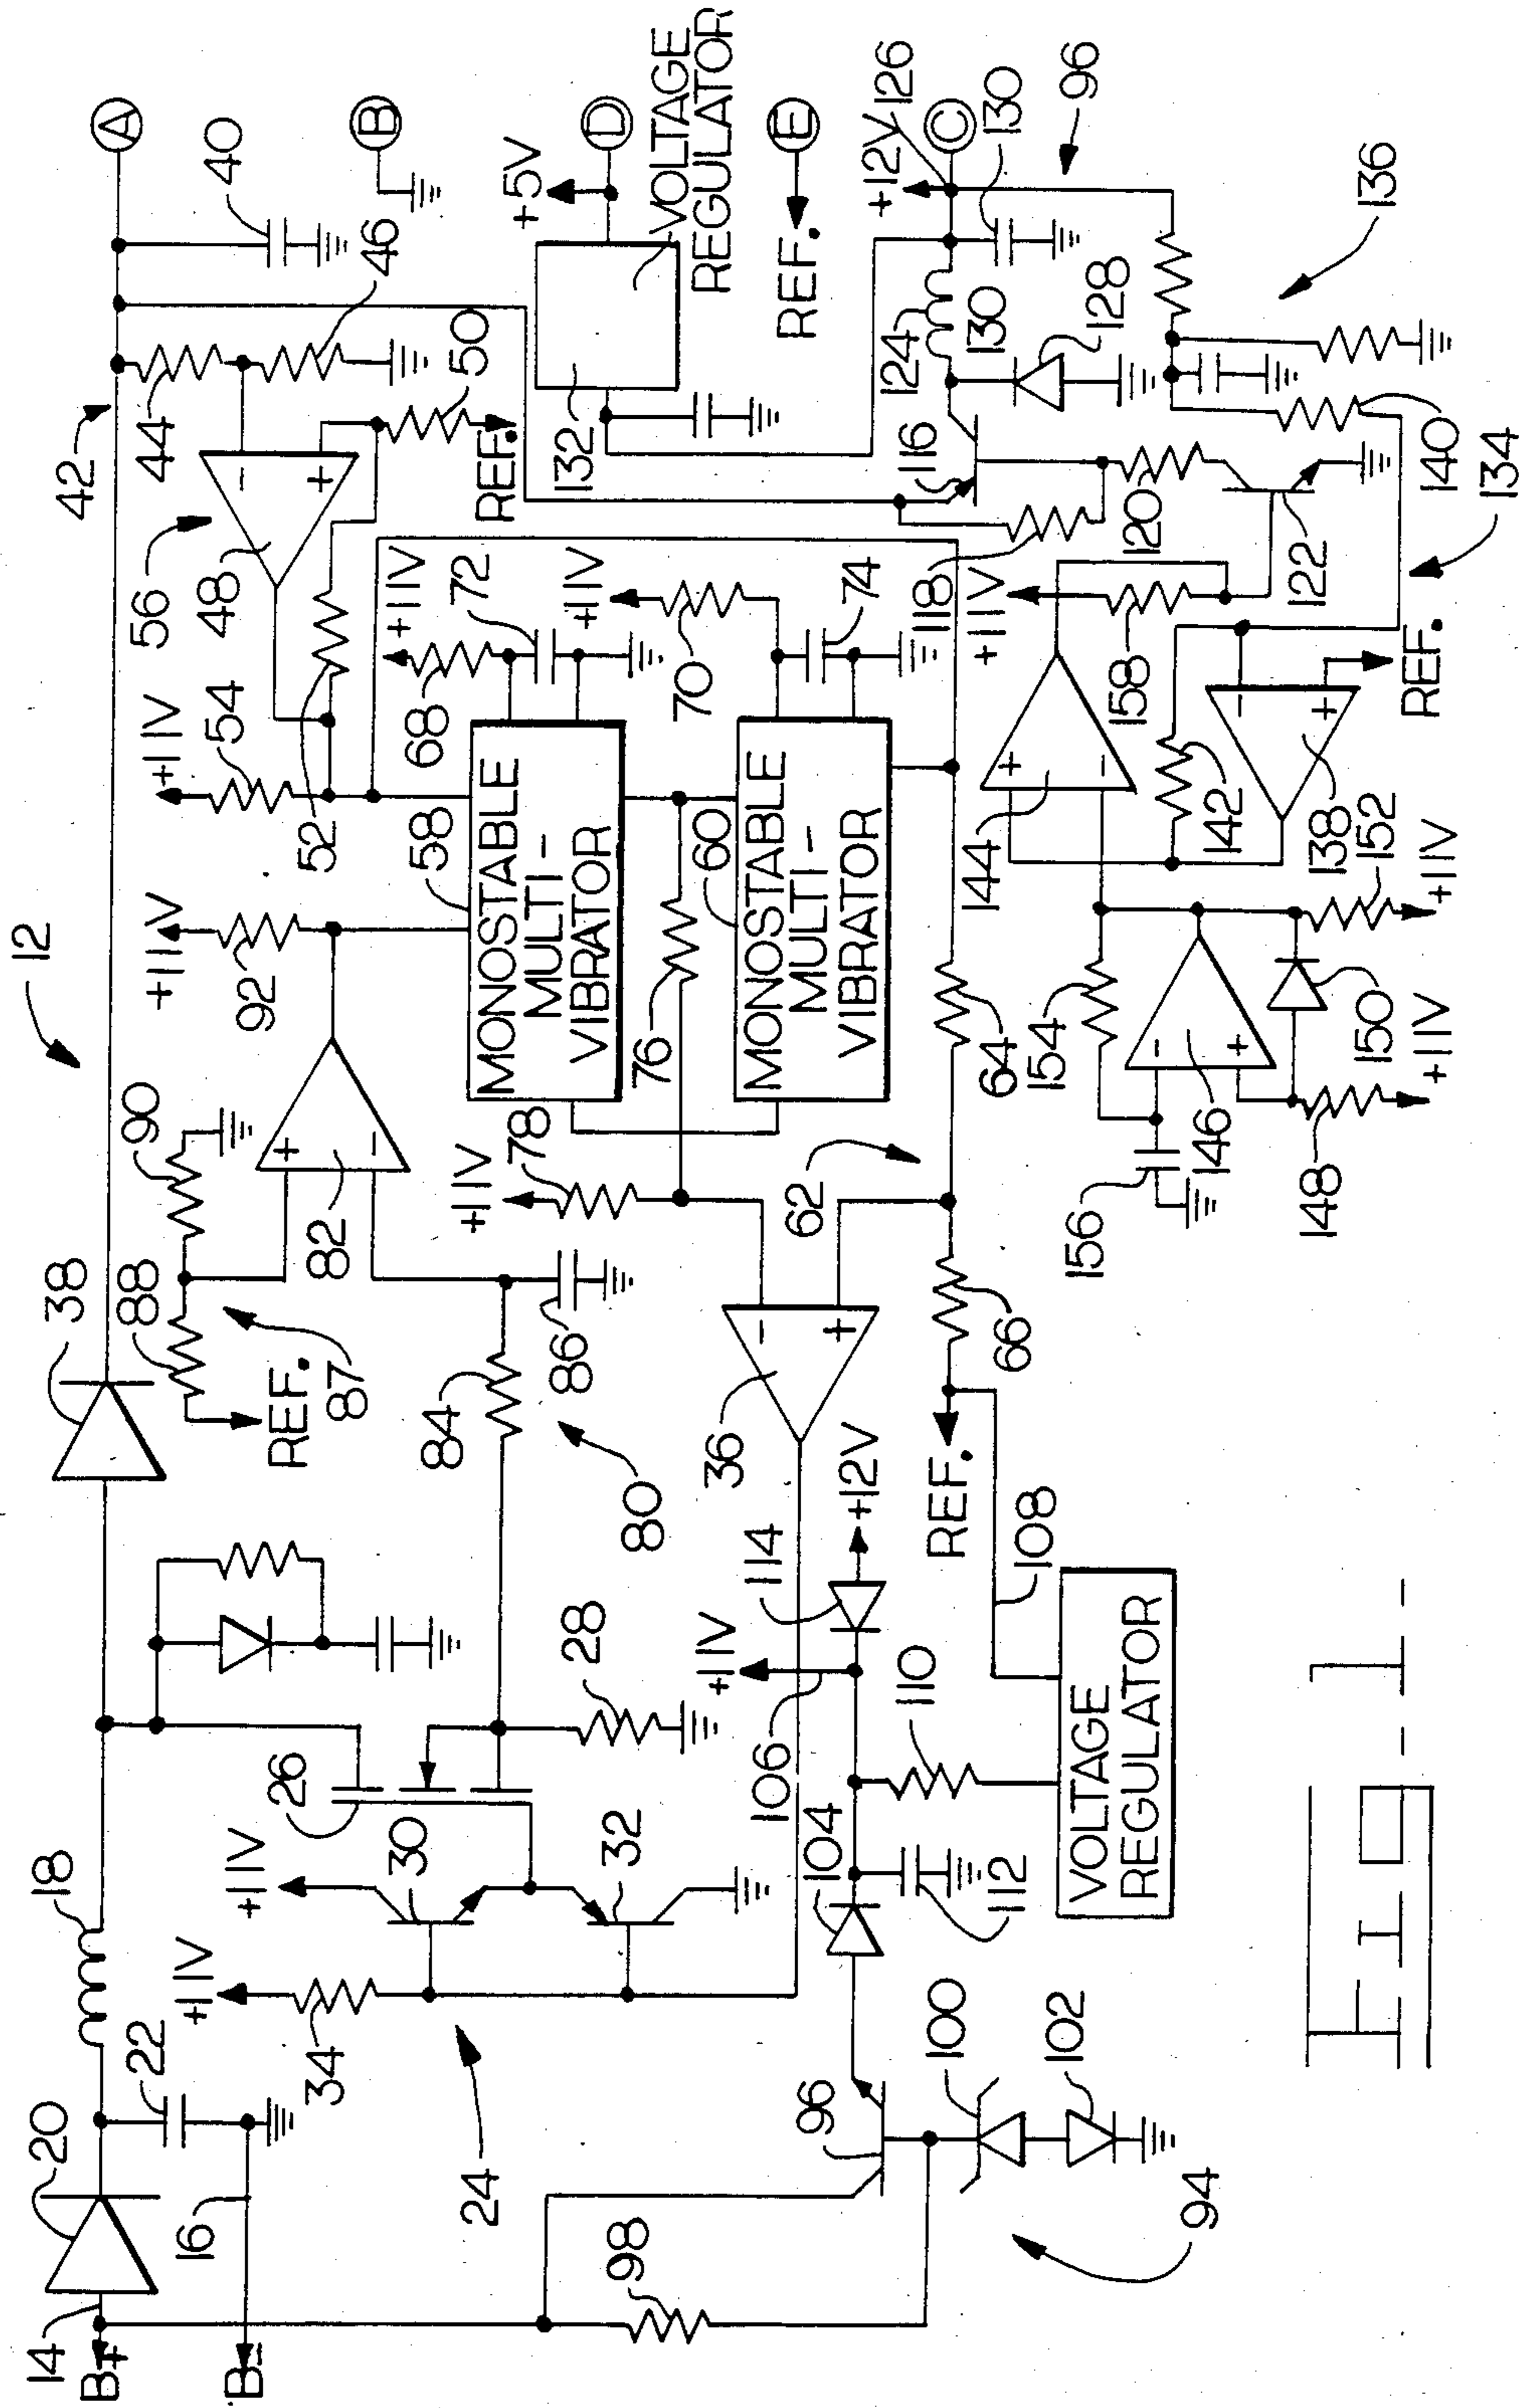 12
A
40
B
D
+5V
VOLTAGE
REGULATOR
E
REF.
+12V
126
C
130
96
136
42
44
46
50
REF.
132
124
130
128
116
118
120
122
140
134
56
48
52
54
+11V
+11V
92
90
88
87
REF.
38
82
58
MONOSTABLE
MULTI-
VIBRATOR
68
+11V
72
+11V
70
74
60
MONOSTABLE
MULTI-
VIBRATOR
76
+11V
78
62
64
66
36
+11V
158
144
142
138
REF.
152
+11V
154
146
150
+11V
148
156
84
86
80
28
26
+11V
30
32
18
+11V
34
24
20
22
16
14
B+
B-
+12V
114
+11V
106
104
110
112
REF.
108
VOLTAGE
REGULATOR
96
98
100
102
94
FIG-1-